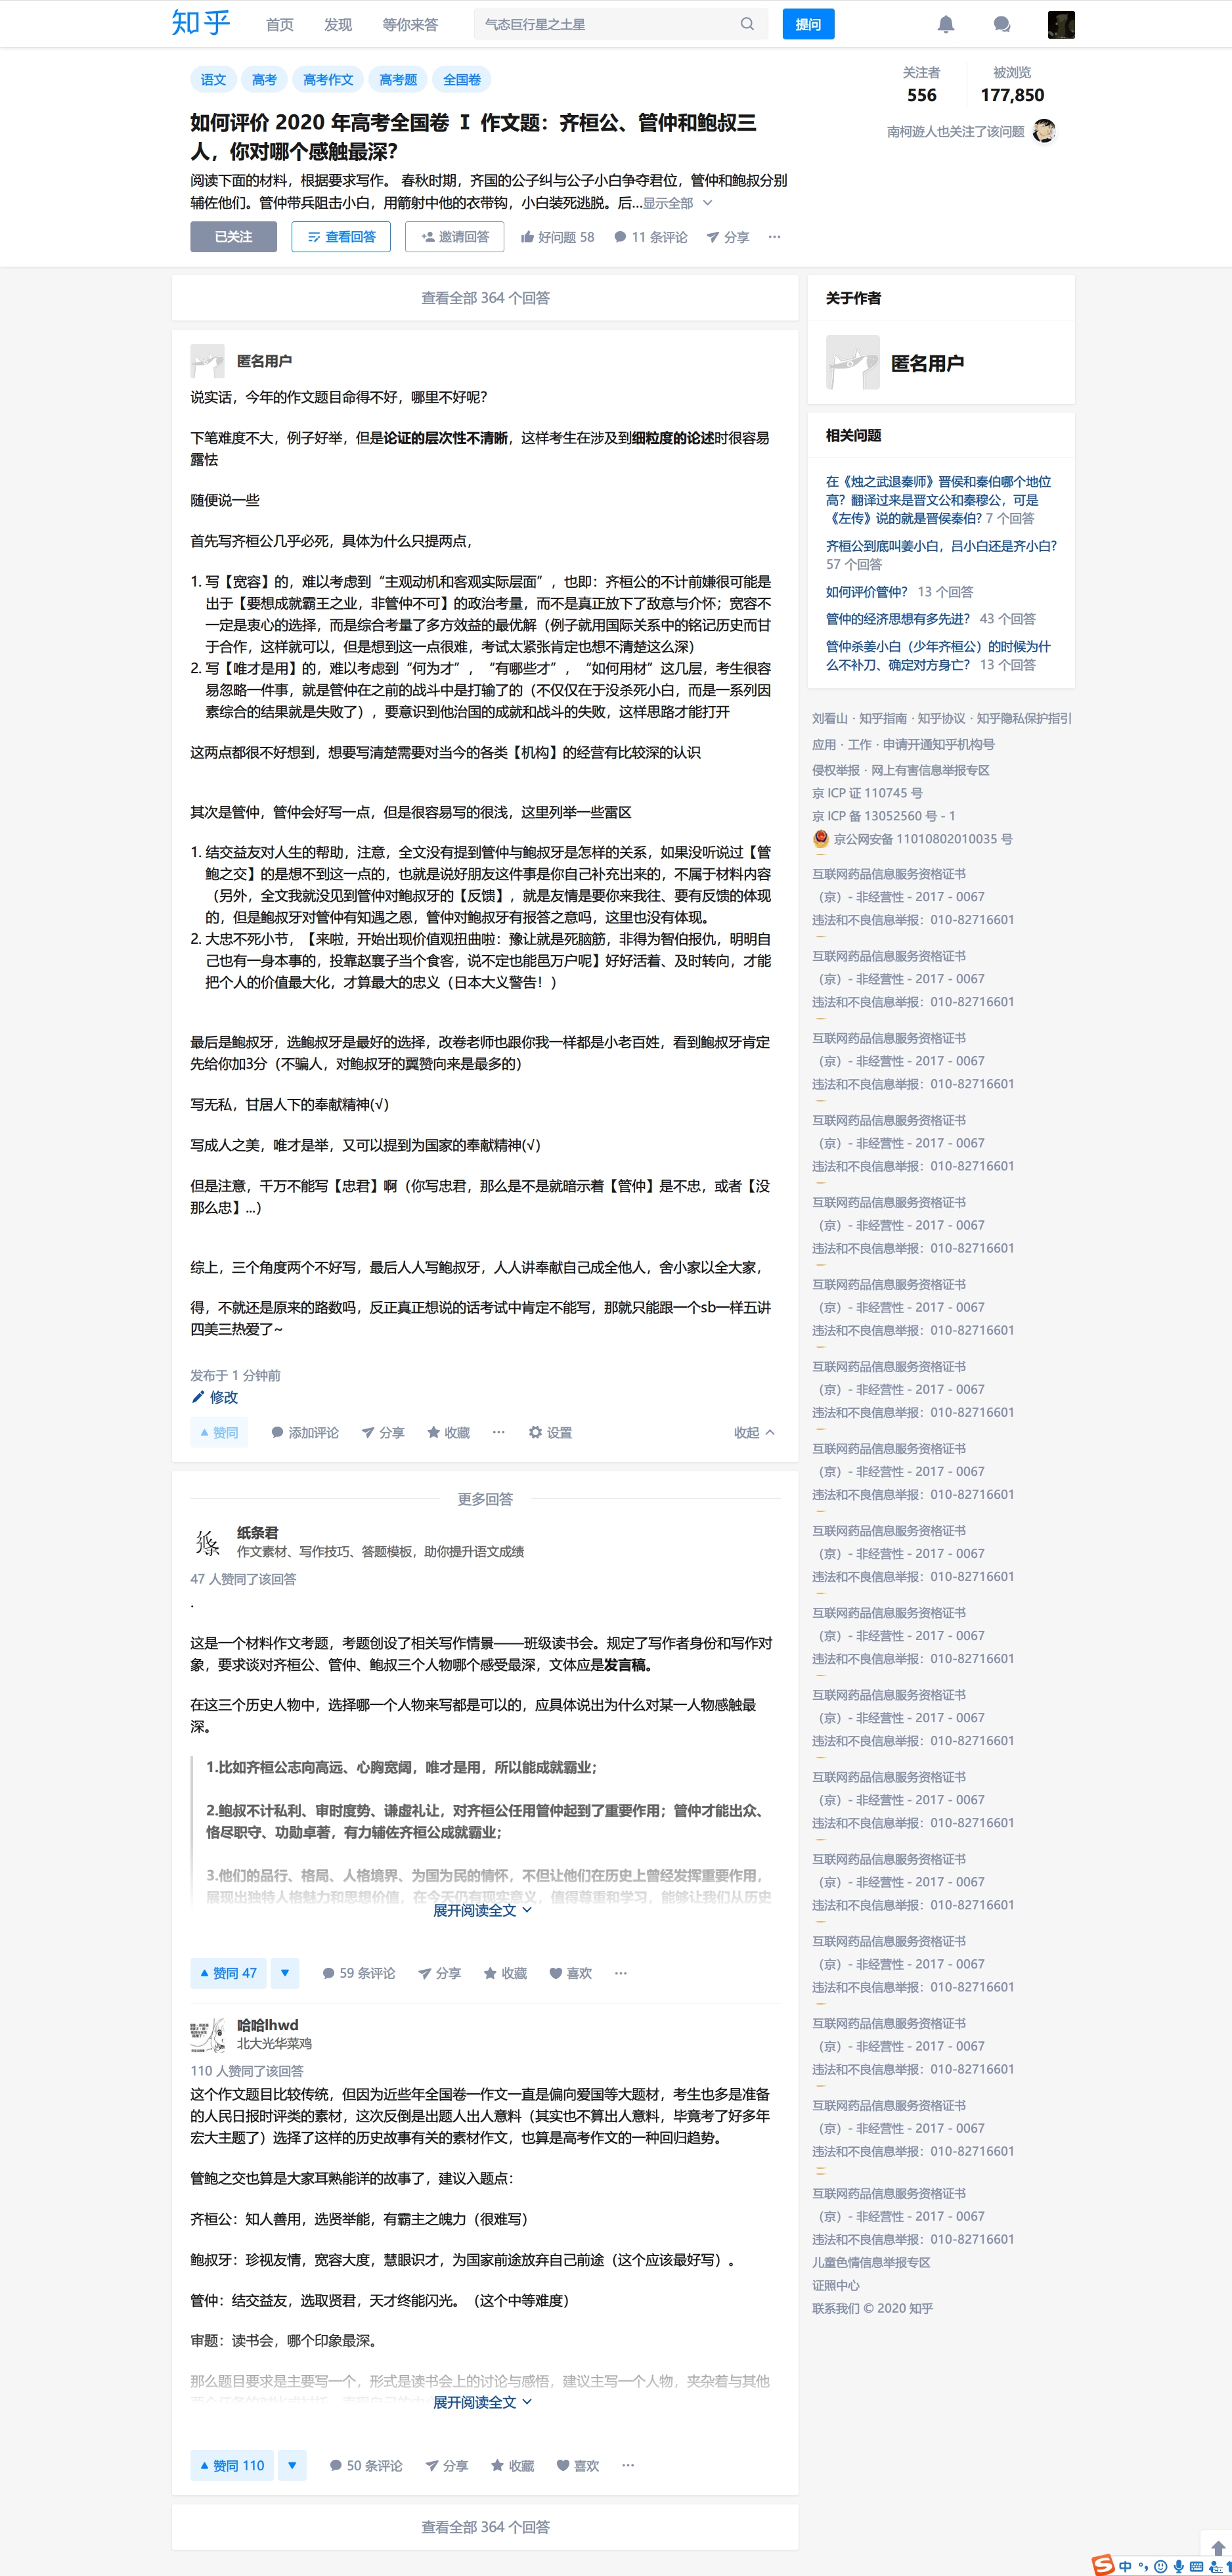 知乎
首页 发现 等你来答 气态巨行星之土星 提问
语文 高考 高考作文 高考题 全国卷
关注者 被浏览
556 177,850
如何评价 2020 年高考全国卷 Ⅰ 作文题：齐桓公、管仲和鲍叔三
人，你对哪个感触最深？
南柯遊人也关注了该问题
阅读下面的材料，根据要求写作。 春秋时期，齐国的公子纠与公子小白争夺君位，管仲和鲍叔分别
辅佐他们。管仲带兵阻击小白，用箭射中他的衣带钩，小白装死逃脱。后...显示全部
已关注 查看回答 邀请回答 好问题 58 11 条评论 分享 ···
查看全部 364 个回答
匿名用户
说实话，今年的作文题目命得不好，哪里不好呢？
下笔难度不大，例子好举，但是论证的层次性不清晰，这样考生在涉及到细粒度的论述时很容易
露怯
随便说一些
首先写齐桓公几乎必死，具体为什么只提两点，
1. 写【宽容】的，难以考虑到“主观动机和客观实际层面”，也即：齐桓公的不计前嫌很可能是
出于【要想成就霸王之业，非管仲不可】的政治考量，而不是真正放下了敌意与介怀；宽容不
一定是衷心的选择，而是综合考量了多方效益的最优解（例子就用国际关系中的铭记历史而甘
于合作，这样就可以，但是想到这一点很难，考试太紧张肯定也想不清楚这么深）
2. 写【唯才是用】的，难以考虑到“何为才”，“有哪些才”，“如何用材”这几层，考生很容
易忽略一件事，就是管仲在之前的战斗中是打输了的（不仅仅在于没杀死小白，而是一系列因
素综合的结果就是失败了），要意识到他治国的成就和战斗的失败，这样思路才能打开
这两点都很不好想到，想要写清楚需要对当今的各类【机构】的经营有比较深的认识
其次是管仲，管仲会好写一点，但是很容易写的很浅，这里列举一些雷区
1. 结交益友对人生的帮助，注意，全文没有提到管仲与鲍叔牙是怎样的关系，如果没听说过【管
鲍之交】的是想不到这一点的，也就是说好朋友这件事是你自己补充出来的，不属于材料内容
（另外，全文我就没见到管仲对鲍叔牙的【反馈】，就是友情是要你来我往、要有反馈的体现
的，但是鲍叔牙对管仲有知遇之恩，管仲对鲍叔牙有报答之意吗，这里也没有体现。
2. 大忠不死小节，【来啦，开始出现价值观扭曲啦：豫让就是死脑筋，非得为智伯报仇，明明自
己也有一身本事的，投靠赵襄子当个食客，说不定也能邑万户呢】好好活着、及时转向，才能
把个人的价值最大化，才算最大的忠义（日本大义警告！）
最后是鲍叔牙，选鲍叔牙是最好的选择，改卷老师也跟你我一样都是小老百姓，看到鲍叔牙肯定
先给你加3分（不骗人，对鲍叔牙的翼赞向来是最多的）
写无私，甘居人下的奉献精神(√)
写成人之美，唯才是举，又可以提到为国家的奉献精神(√)
但是注意，千万不能写【忠君】啊（你写忠君，那么是不是就暗示着【管仲】是不忠，或者【没
那么忠】...）
综上，三个角度两个不好写，最后人人写鲍叔牙，人人讲奉献自己成全他人，舍小家以全大家，
得，不就还是原来的路数吗，反正真正想说的话考试中肯定不能写，那就只能跟一个sb一样五讲
四美三热爱了~
发布于 1 分钟前
修改
赞同 添加评论 分享 收藏 ··· 设置 收起
更多回答
纸条
纸条君
作文素材、写作技巧、答题模板，助你提升语文成绩
47 人赞同了该回答
.
这是一个材料作文考题，考题创设了相关写作情景——班级读书会。规定了写作者身份和写作对
象，要求谈对齐桓公、管仲、鲍叔三个人物哪个感受最深，文体应是发言稿。
在这三个历史人物中，选择哪一个人物来写都是可以的，应具体说出为什么对某一人物感触最
深。
1.比如齐桓公志向高远、心胸宽阔，唯才是用，所以能成就霸业；
2.鲍叔不计私利、审时度势、谦虚礼让，对齐桓公任用管仲起到了重要作用；管仲才能出众、
恪尽职守、功勋卓著，有力辅佐齐桓公成就霸业；
3.他们的品行、格局、人格境界、为国为民的情怀，不但让他们在历史上曾经发挥重要作用，
展现出独特人格魅力和思想价值，在今天仍有现实意义，值得尊重和学习，能够让我们从历史
展开阅读全文
赞同 47 59 条评论 分享 收藏 喜欢 ···
哈哈lhwd
北大光华菜鸡
110 人赞同了该回答
这个作文题目比较传统，但因为近些年全国卷一作文一直是偏向爱国等大题材，考生也多是准备
的人民日报时评类的素材，这次反倒是出题人出人意料（其实也不算出人意料，毕竟考了好多年
宏大主题了）选择了这样的历史故事有关的素材作文，也算是高考作文的一种回归趋势。
管鲍之交也算是大家耳熟能详的故事了，建议入题点：
齐桓公：知人善用，选贤举能，有霸主之魄力（很难写）
鲍叔牙：珍视友情，宽容大度，慧眼识才，为国家前途放弃自己前途（这个应该最好写）。
管仲：结交益友，选取贤君，天才终能闪光。（这个中等难度）
审题：读书会，哪个印象最深。
那么题目要求是主要写一个，形式是读书会上的讨论与感悟，建议主写一个人物，夹杂着与其他
展开阅读全文
赞同 110 50 条评论 分享 收藏 喜欢 ···
查看全部 364 个回答
关于作者
匿名用户
相关问题
在《烛之武退秦师》晋侯和秦伯哪个地位
高？翻译过来是晋文公和秦穆公，可是
《左传》说的就是晋侯秦伯? 7 个回答
齐桓公到底叫姜小白，吕小白还是齐小白?
57 个回答
如何评价管仲？ 13 个回答
管仲的经济思想有多先进？ 43 个回答
管仲杀姜小白（少年齐桓公）的时候为什
么不补刀、确定对方身亡？ 13 个回答
刘看山 · 知乎指南 · 知乎协议 · 知乎隐私保护指引
应用 · 工作 · 申请开通知乎机构号
侵权举报 · 网上有害信息举报专区
京 ICP 证 110745 号
京 ICP 备 13052560 号 - 1
京公网安备 11010802010035 号
互联网药品信息服务资格证书
（京）- 非经营性 - 2017 - 0067
违法和不良信息举报：010-82716601
互联网药品信息服务资格证书
（京）- 非经营性 - 2017 - 0067
违法和不良信息举报：010-82716601
互联网药品信息服务资格证书
（京）- 非经营性 - 2017 - 0067
违法和不良信息举报：010-82716601
互联网药品信息服务资格证书
（京）- 非经营性 - 2017 - 0067
违法和不良信息举报：010-82716601
互联网药品信息服务资格证书
（京）- 非经营性 - 2017 - 0067
违法和不良信息举报：010-82716601
互联网药品信息服务资格证书
（京）- 非经营性 - 2017 - 0067
违法和不良信息举报：010-82716601
互联网药品信息服务资格证书
（京）- 非经营性 - 2017 - 0067
违法和不良信息举报：010-82716601
互联网药品信息服务资格证书
（京）- 非经营性 - 2017 - 0067
违法和不良信息举报：010-82716601
互联网药品信息服务资格证书
（京）- 非经营性 - 2017 - 0067
违法和不良信息举报：010-82716601
互联网药品信息服务资格证书
（京）- 非经营性 - 2017 - 0067
违法和不良信息举报：010-82716601
互联网药品信息服务资格证书
（京）- 非经营性 - 2017 - 0067
违法和不良信息举报：010-82716601
互联网药品信息服务资格证书
（京）- 非经营性 - 2017 - 0067
违法和不良信息举报：010-82716601
互联网药品信息服务资格证书
（京）- 非经营性 - 2017 - 0067
违法和不良信息举报：010-82716601
互联网药品信息服务资格证书
（京）- 非经营性 - 2017 - 0067
违法和不良信息举报：010-82716601
互联网药品信息服务资格证书
（京）- 非经营性 - 2017 - 0067
违法和不良信息举报：010-82716601
互联网药品信息服务资格证书
（京）- 非经营性 - 2017 - 0067
违法和不良信息举报：010-82716601
互联网药品信息服务资格证书
（京）- 非经营性 - 2017 - 0067
违法和不良信息举报：010-82716601
儿童色情信息举报专区
证照中心
联系我们 © 2020 知乎
S 中